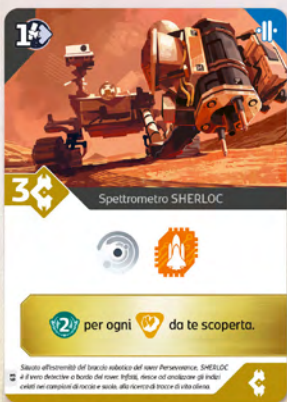 1
3
Spettrometro SHERLOC
2 per ogni da te scoperta.
Situato all'estremità del braccio robotico del rover Perseverance, SHERLOC
è il vero detective a bordo del rover. Infatti, riesce ad analizzare gli indizi
celati nei campioni di roccia e suolo, alla ricerca di tracce di vita aliena.